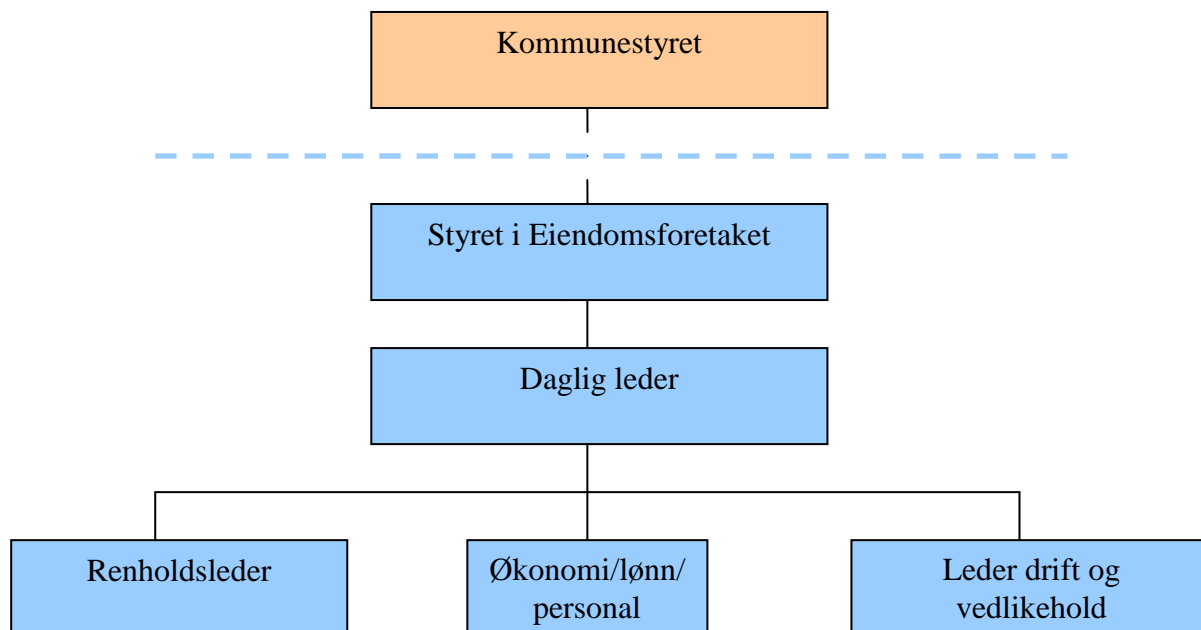 Kommunestyret
Styret i Eiendomsforetaket
Daglig leder
Renholdsleder
Økonomi/lønn/
personal
Leder drift og
vedlikehold